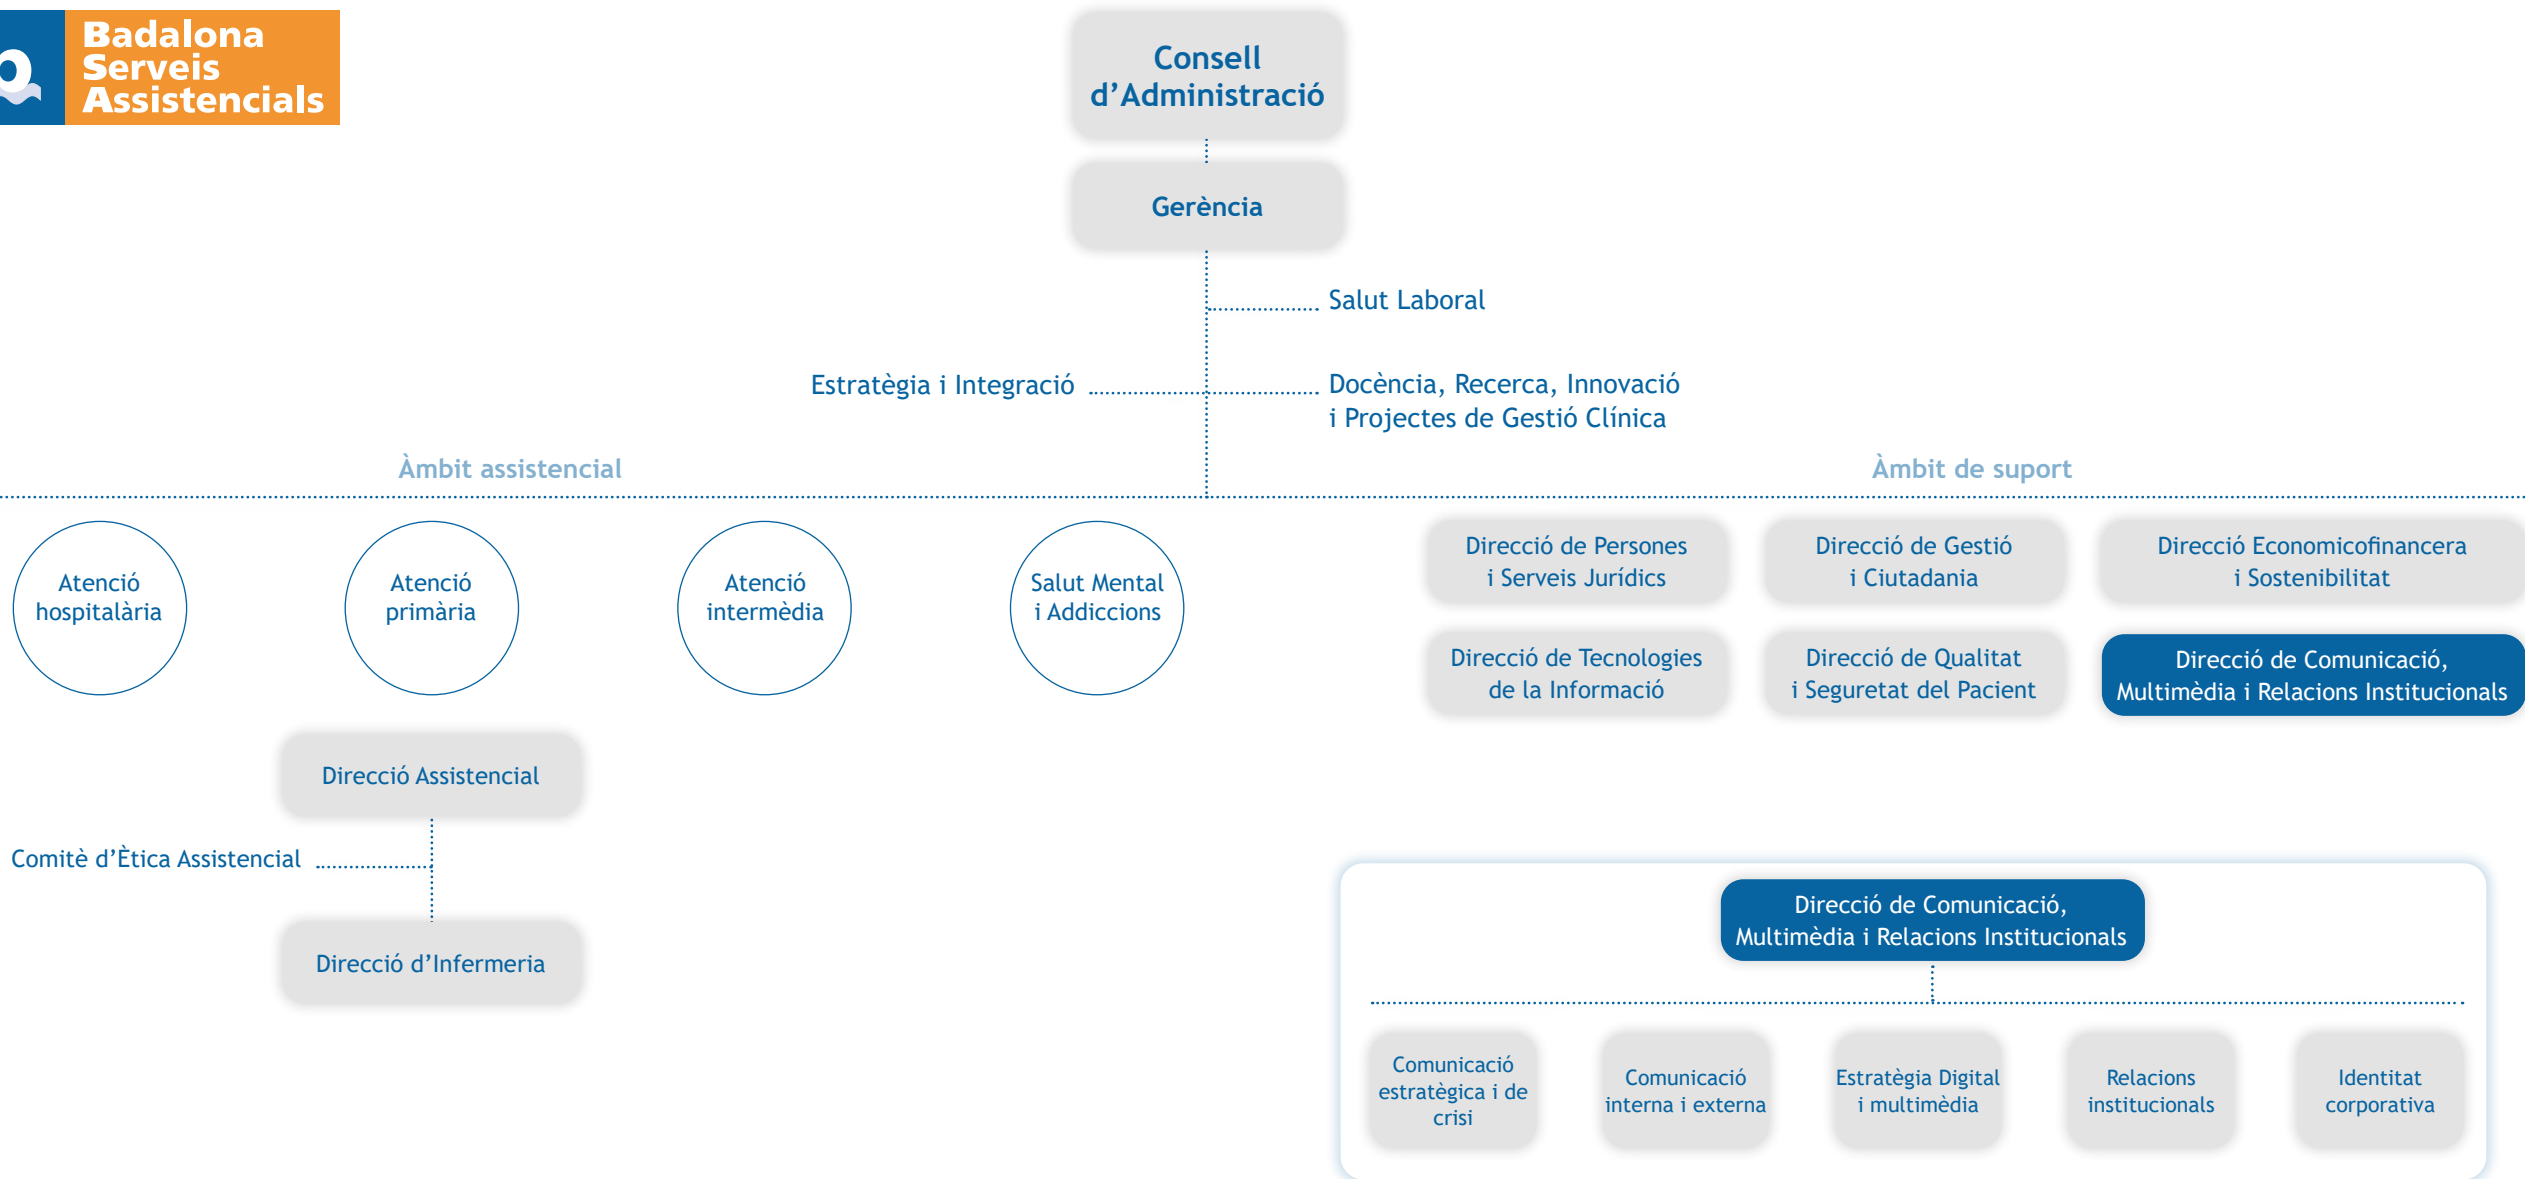 Badalona
Serveis
Assistencials
Consell
d’Administració
Gerència
Salut Laboral
Estratègia i Integració
Docència, Recerca, Innovació
i Projectes de Gestió Clínica
Àmbit assistencial
Àmbit de suport
Atenció
hospitalària
Atenció
primària
Atenció
intermèdia
Salut Mental
i Addiccions
Direcció de Persones
i Serveis Jurídics
Direcció de Gestió
i Ciutadania
Direcció Economicofinancera
i Sostenibilitat
Direcció de Tecnologies
de la Informació
Direcció de Qualitat
i Seguretat del Pacient
Direcció de Comunicació,
Multimèdia i Relacions Institucionals
Direcció Assistencial
Comitè d’Ètica Assistencial
Direcció d’Infermeria
Direcció de Comunicació,
Multimèdia i Relacions Institucionals
Comunicació
estratègica i de
crisi
Comunicació
interna i externa
Estratègia Digital
i multimèdia
Relacions
institucionals
Identitat
corporativa